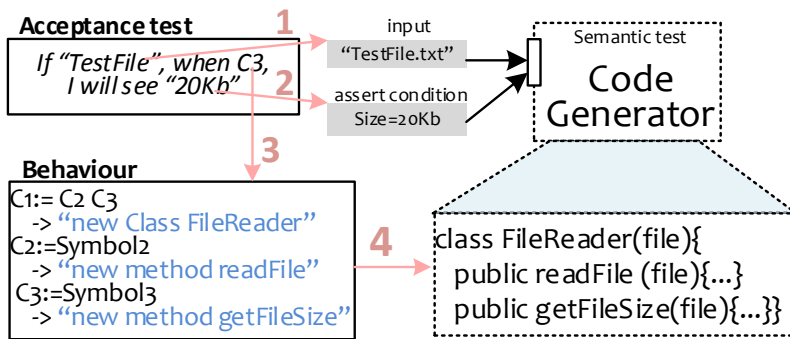 Acceptance test
If “TestFile”, when C3,
I will see “20Kb”
1
input
“TestFile.txt”
2
assert condition
Size=20Kb
Semantic test
Code
Generator
3
Behaviour
C1:= C2 C3
-> “new Class FileReader”
C2:=Symbol2
-> “new method readFile”
C3:=Symbol3
-> “new method getFileSize”
4
class FileReader(file){
public readFile (file){...}
public getFileSize(file){...}}